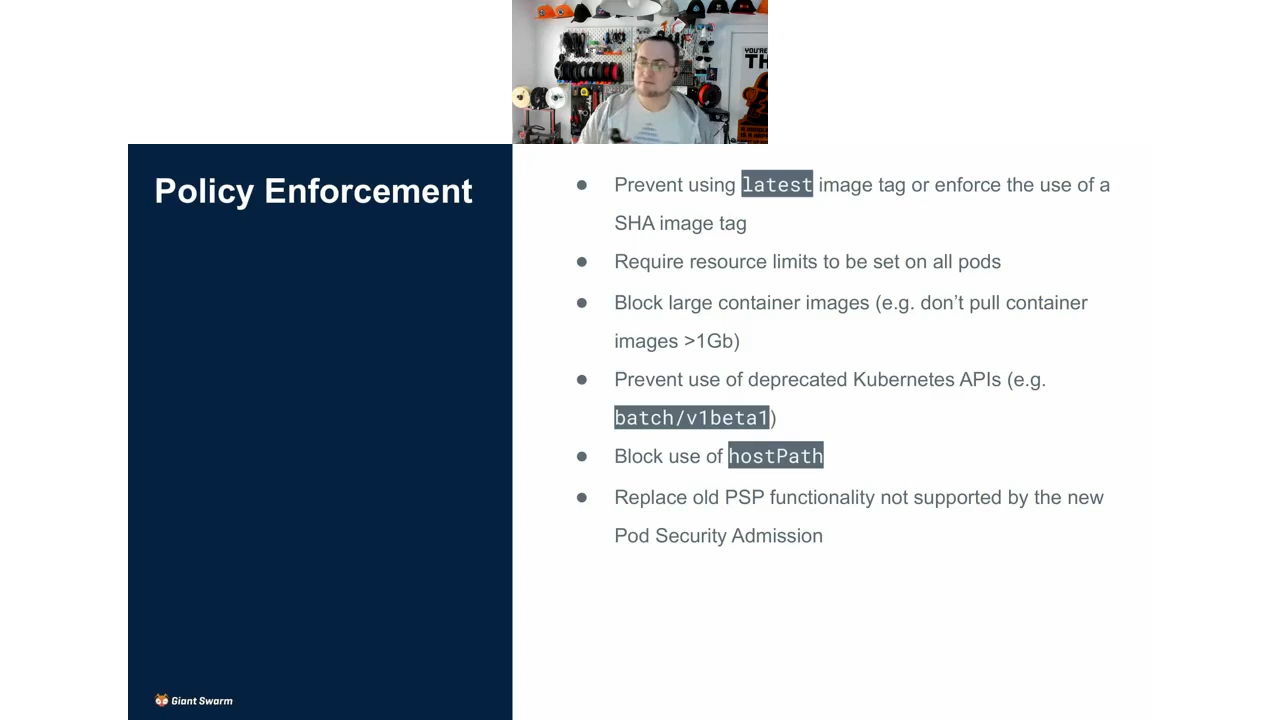 YOU'RE
TH
Policy Enforcement
● Prevent using latest image tag or enforce the use of a
SHA image tag
● Require resource limits to be set on all pods
● Block large container images (e.g. don’t pull container
images >1Gb)
● Prevent use of deprecated Kubernetes APIs (e.g.
batch/v1beta1)
● Block use of hostPath
● Replace old PSP functionality not supported by the new
Pod Security Admission
Giant Swarm